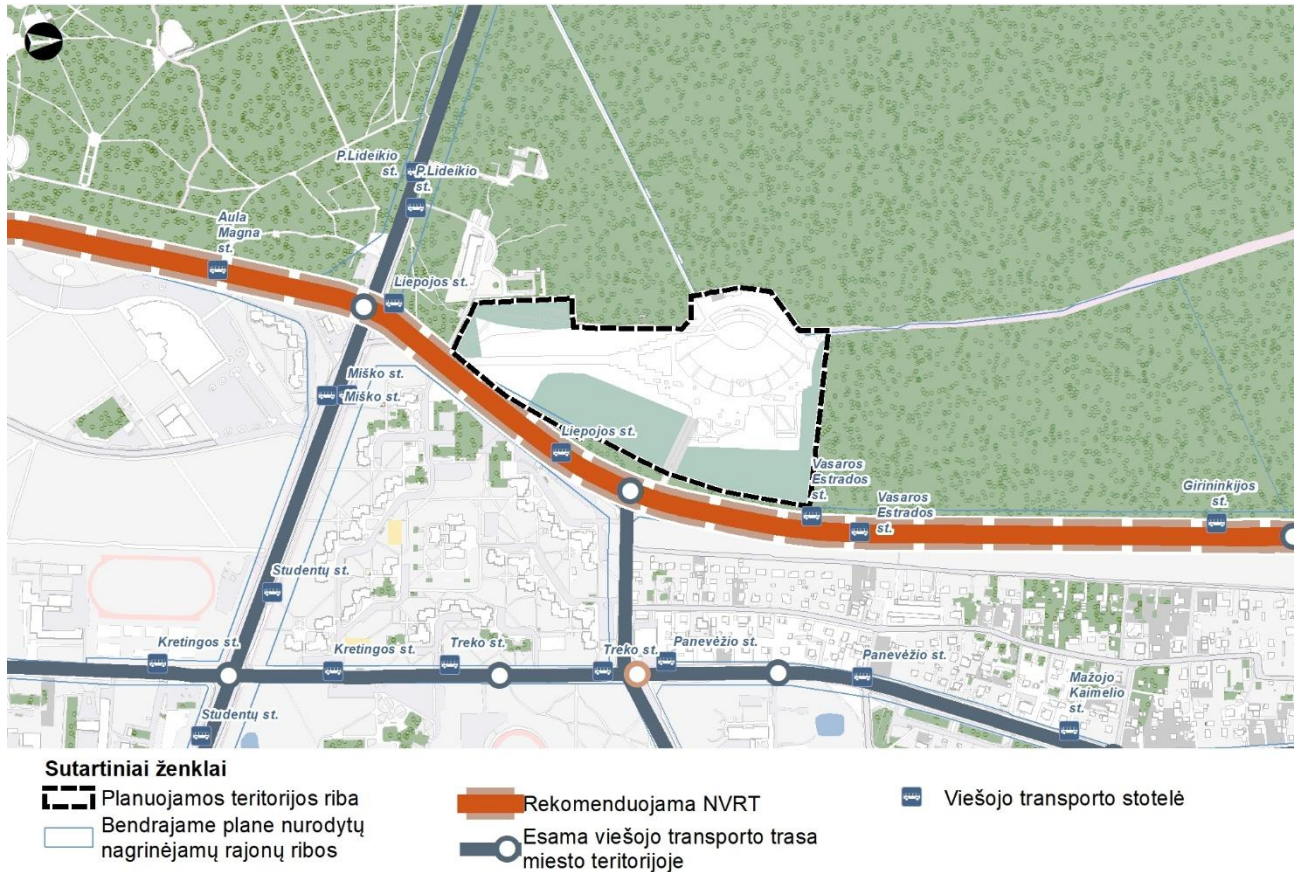 P.Lideikio
st.
P.Lideikio
st.
Aula
Magna
st.
Liepojos st.
Miško st.
Miško st.
Liepojos st.
Vasaros
Estrados
st.
Vasaros
Estrados
st.
Girininkijos
st.
Studentų st.
Kretingos st.
Kretingos st.
Treko st.
Treko st.
Panevėžio st.
Panevėžio st.
Mažojo
Kaimelio
st.
Studentų st.
Sutartiniai ženklai
Planuojamos teritorijos riba
Bendrajame plane nurodytų
nagrinėjamų rajonų ribos
Rekomenduojama NVRT
Esama viešojo transporto trasa
miesto teritorijoje
Viešojo transporto stotelė